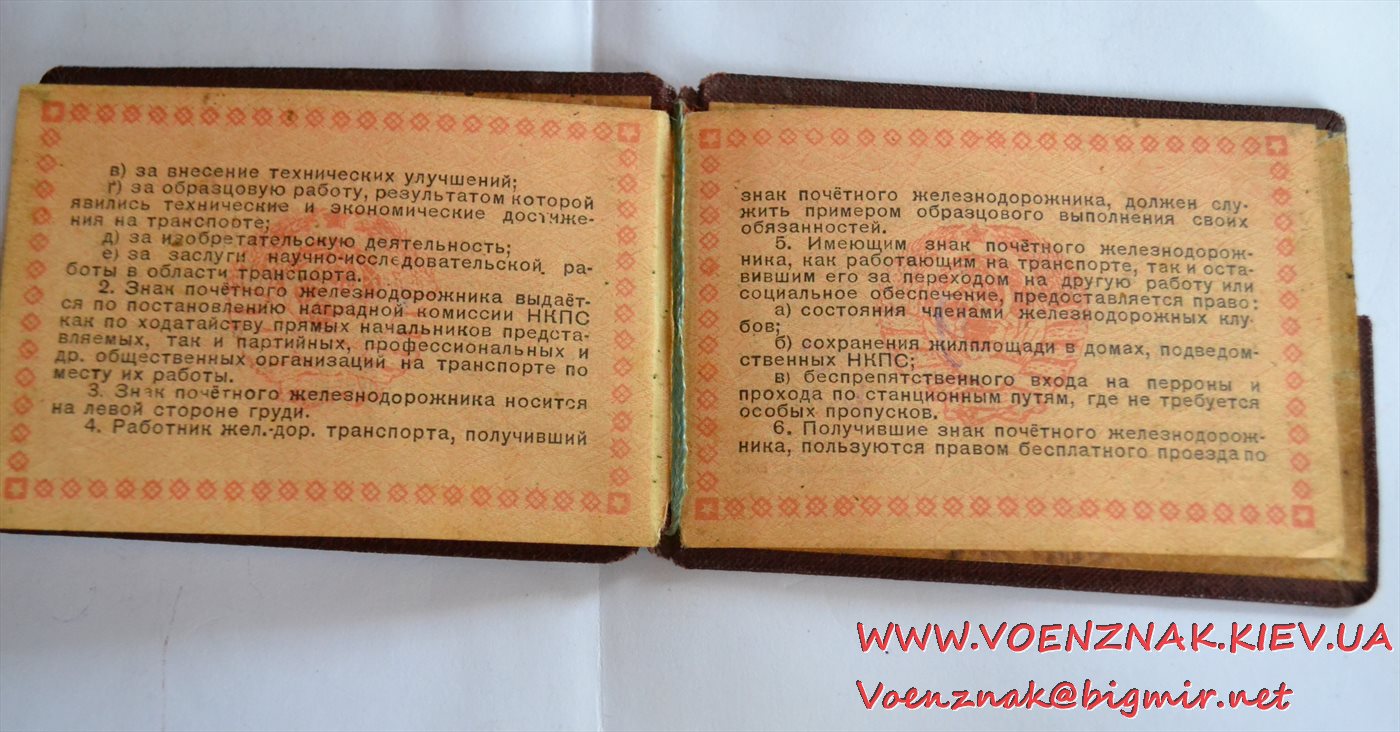 в) за внесение технических улучшений;
г) за образцовую работу, результатом которой
явились технические и экономические достиже-
ния на транспорте;
д) за изобретательскую деятельность;
е) за заслуги научно-исследовательской ра-
боты в области транспорта.
2. Знак почётного железнодорожника выдаёт-
ся по постановлению наградной комиссии НКПС
как по ходатайству прямых начальников предста-
вляемых, так и партийных, профессиональных и
др. общественных организаций на транспорте по
месту их работы.
3. Знак почётного железнодорожника носится
на левой стороне груди.
4. Работник жел.-дор. транспорта, получивший
знак почётного железнодорожника, должен слу-
жить примером образцового выполнения своих
обязанностей.
5. Имеющим знак почётного железнодорож-
ника, как работающим на транспорте, так и оста-
вившим его за переходом на другую работу или
социальное обеспечение, предоставляется право:
а) состояния членами железнодорожных клу-
бов;
б) сохранения жилплощади в домах, подведом-
ственных НКПС;
в) беспрепятственного входа на перроны и
прохода по станционным путям, где не требуется
особых пропусков.
6. Получившие знак почётного железнодорож-
ника, пользуются правом бесплатного проезда по
WWW.VOENZNAK.KIEV.UA
Voenznak@bigmir.net